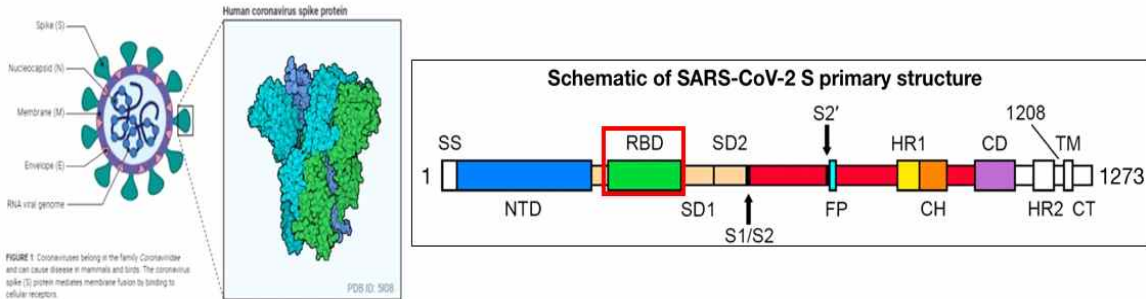 Human coronavirus spike protein
Spike (S)
Nucleocapsid (N)
Membrane (M)
Envelope (E)
RNA viral genome
FIGURE 1 Coronaviruses belong in the family Coronaviridae
and can cause disease in mammals and birds. The coronavirus
spike (S) protein mediates membrane fusion by binding to
cellular receptors.
PDB ID: 5I08
Schematic of SARS-CoV-2 S primary structure
S2' 1208
SS RBD SD2 HR1 CD TM
1 1273
NTD SD1 FP CH HR2 CT
S1/S2